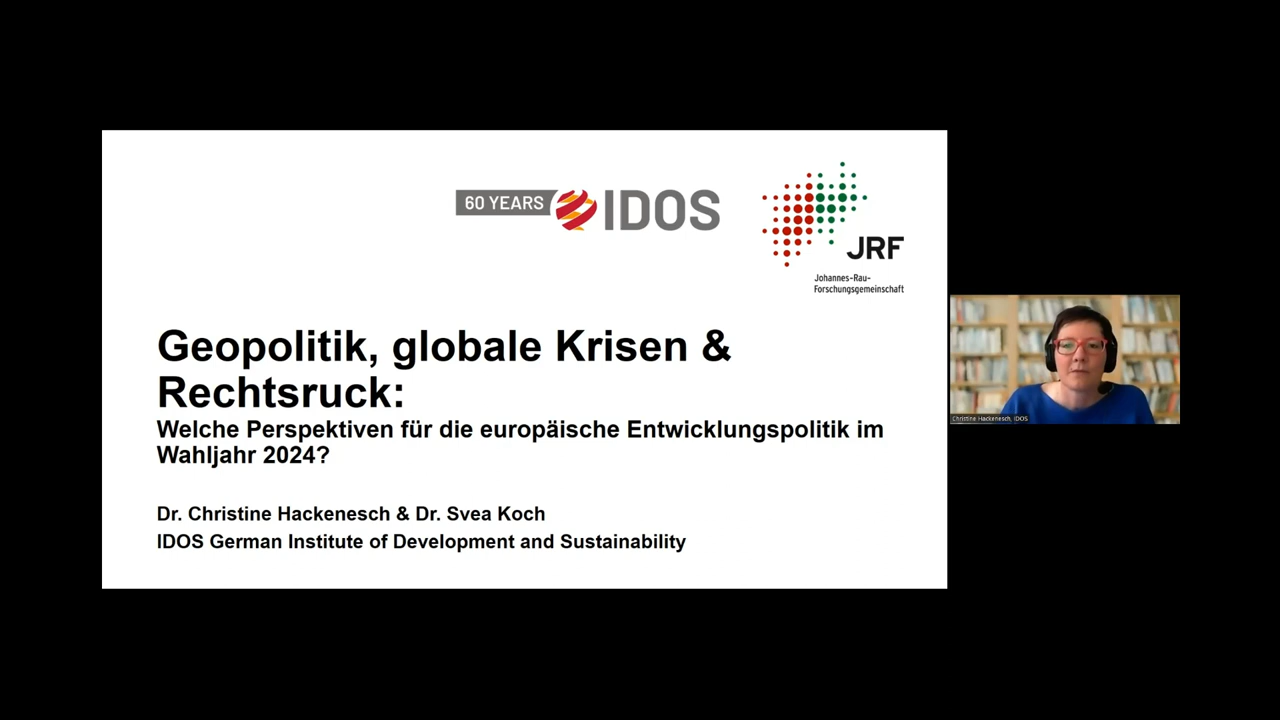 60 YEARS IDOS
JRF
Johannes-Rau-
Forschungsgemeinschaft
Geopolitik, globale Krisen &
Rechtsruck:
Welche Perspektiven für die europäische Entwicklungspolitik im
Wahljahr 2024?
Dr. Christine Hackenesch & Dr. Svea Koch
IDOS German Institute of Development and Sustainability
Christine Hackenesch, IDOS